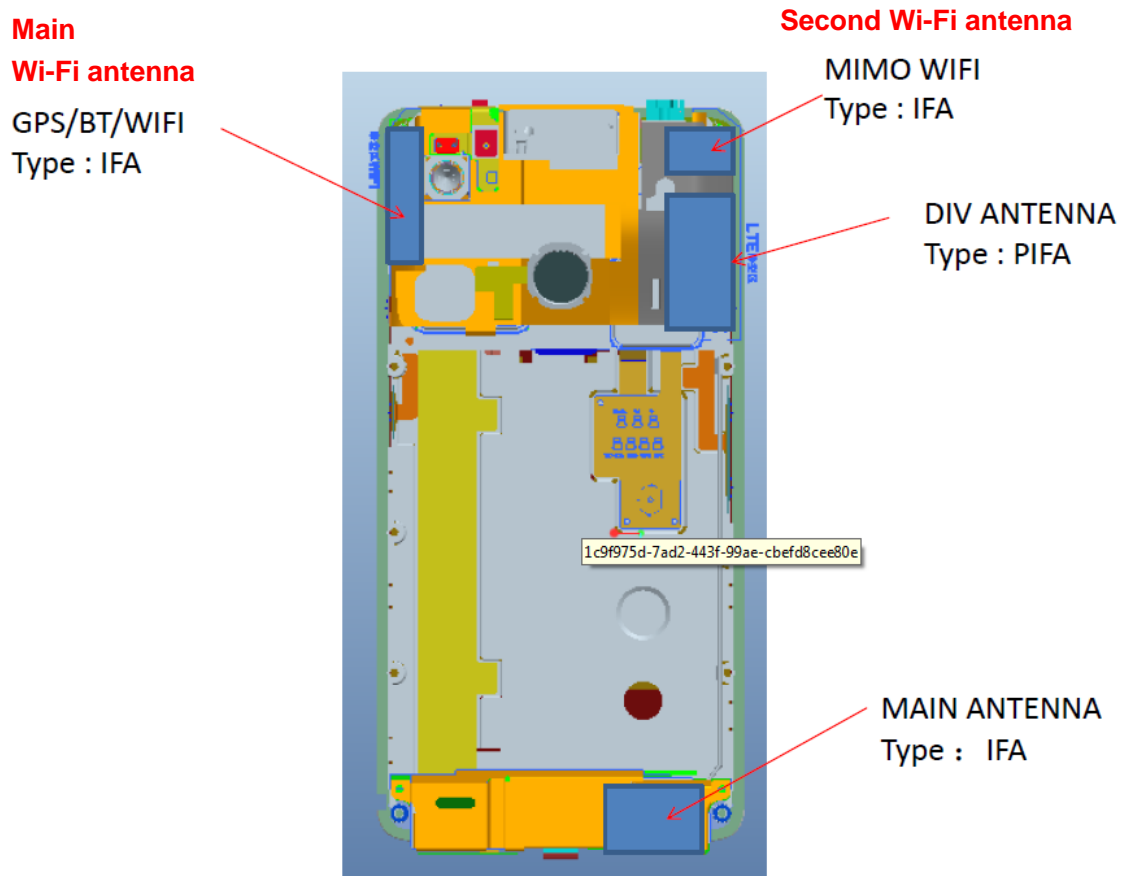 Main
Wi-Fi antenna
GPS/BT/WIFI
Type : IFA
Second Wi-Fi antenna
MIMO WIFI
Type : IFA
DIV ANTENNA
Type : PIFA
1c9f975d-7ad2-443f-99ae-cbefd8cee80e
MAIN ANTENNA
Type： IFA